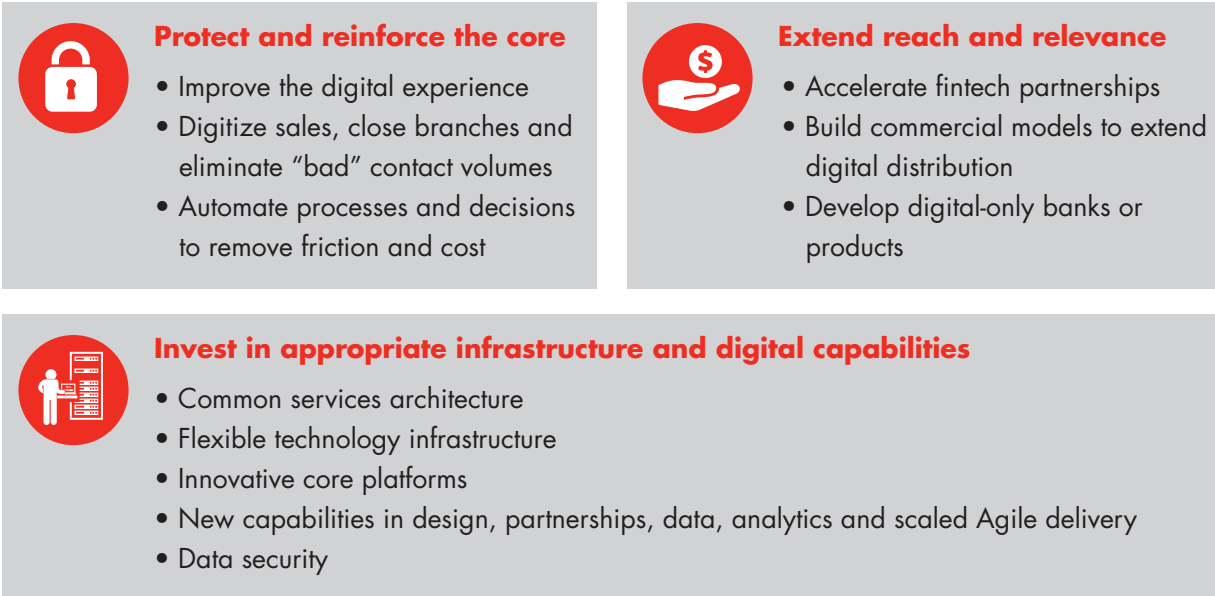 Protect and reinforce the core
• Improve the digital experience
• Digitize sales, close branches and
eliminate “bad” contact volumes
• Automate processes and decisions
to remove friction and cost
$
Extend reach and relevance
• Accelerate fintech partnerships
• Build commercial models to extend
digital distribution
• Develop digital-only banks or
products
Invest in appropriate infrastructure and digital capabilities
• Common services architecture
• Flexible technology infrastructure
• Innovative core platforms
• New capabilities in design, partnerships, data, analytics and scaled Agile delivery
• Data security